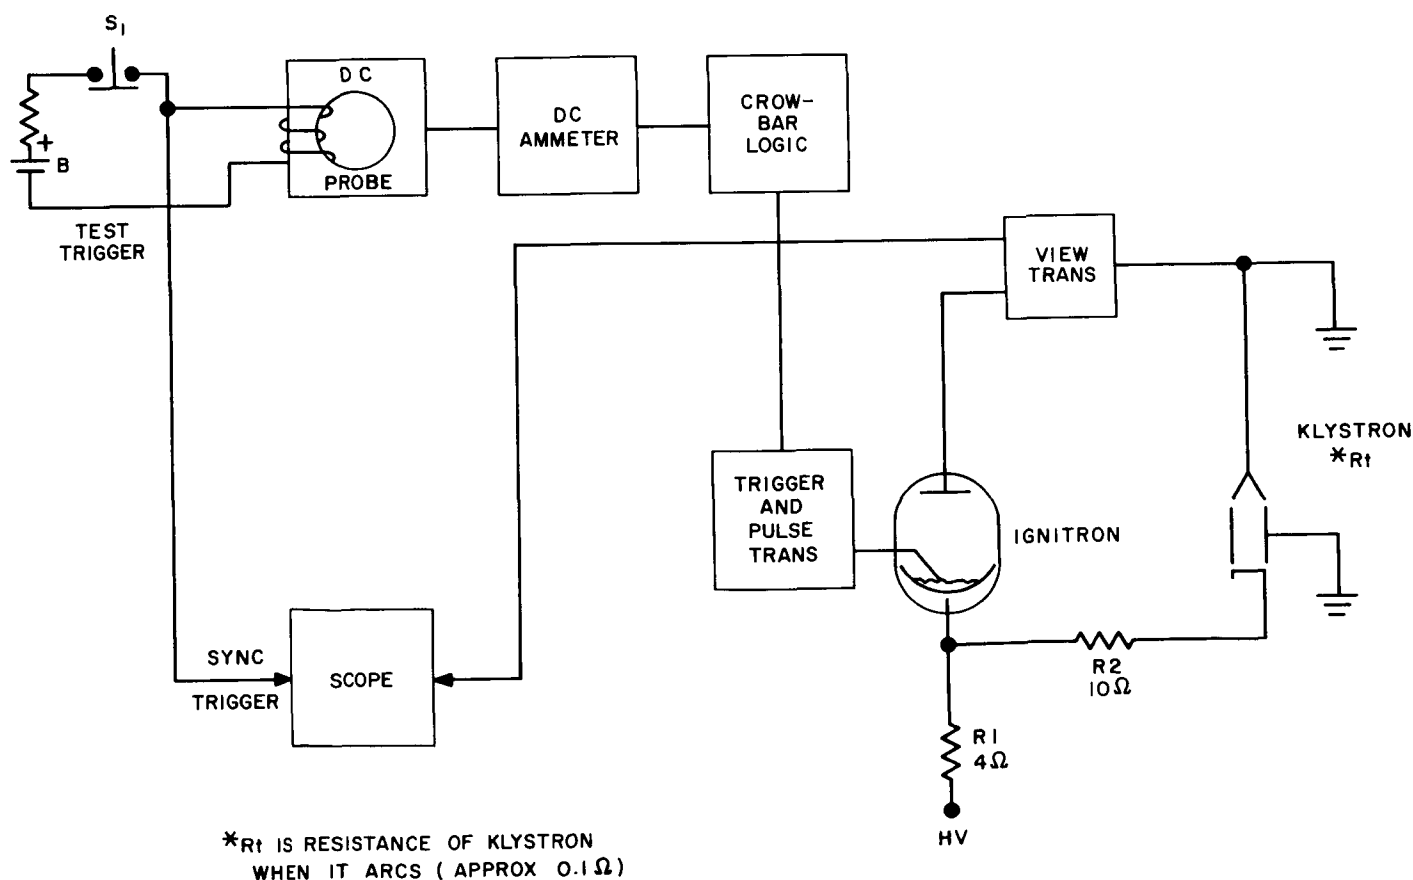 S1
+
B
TEST
TRIGGER
DC
PROBE
DC
AMMETER
CROW-
BAR
LOGIC
VIEW
TRANS
KLYSTRON
*Rt
TRIGGER
AND
PULSE
TRANS
IGNITRON
SYNC
TRIGGER
SCOPE
R2
10Ω
R1
4Ω
HV
*Rt IS RESISTANCE OF KLYSTRON
WHEN IT ARCS (APPROX 0.1Ω)